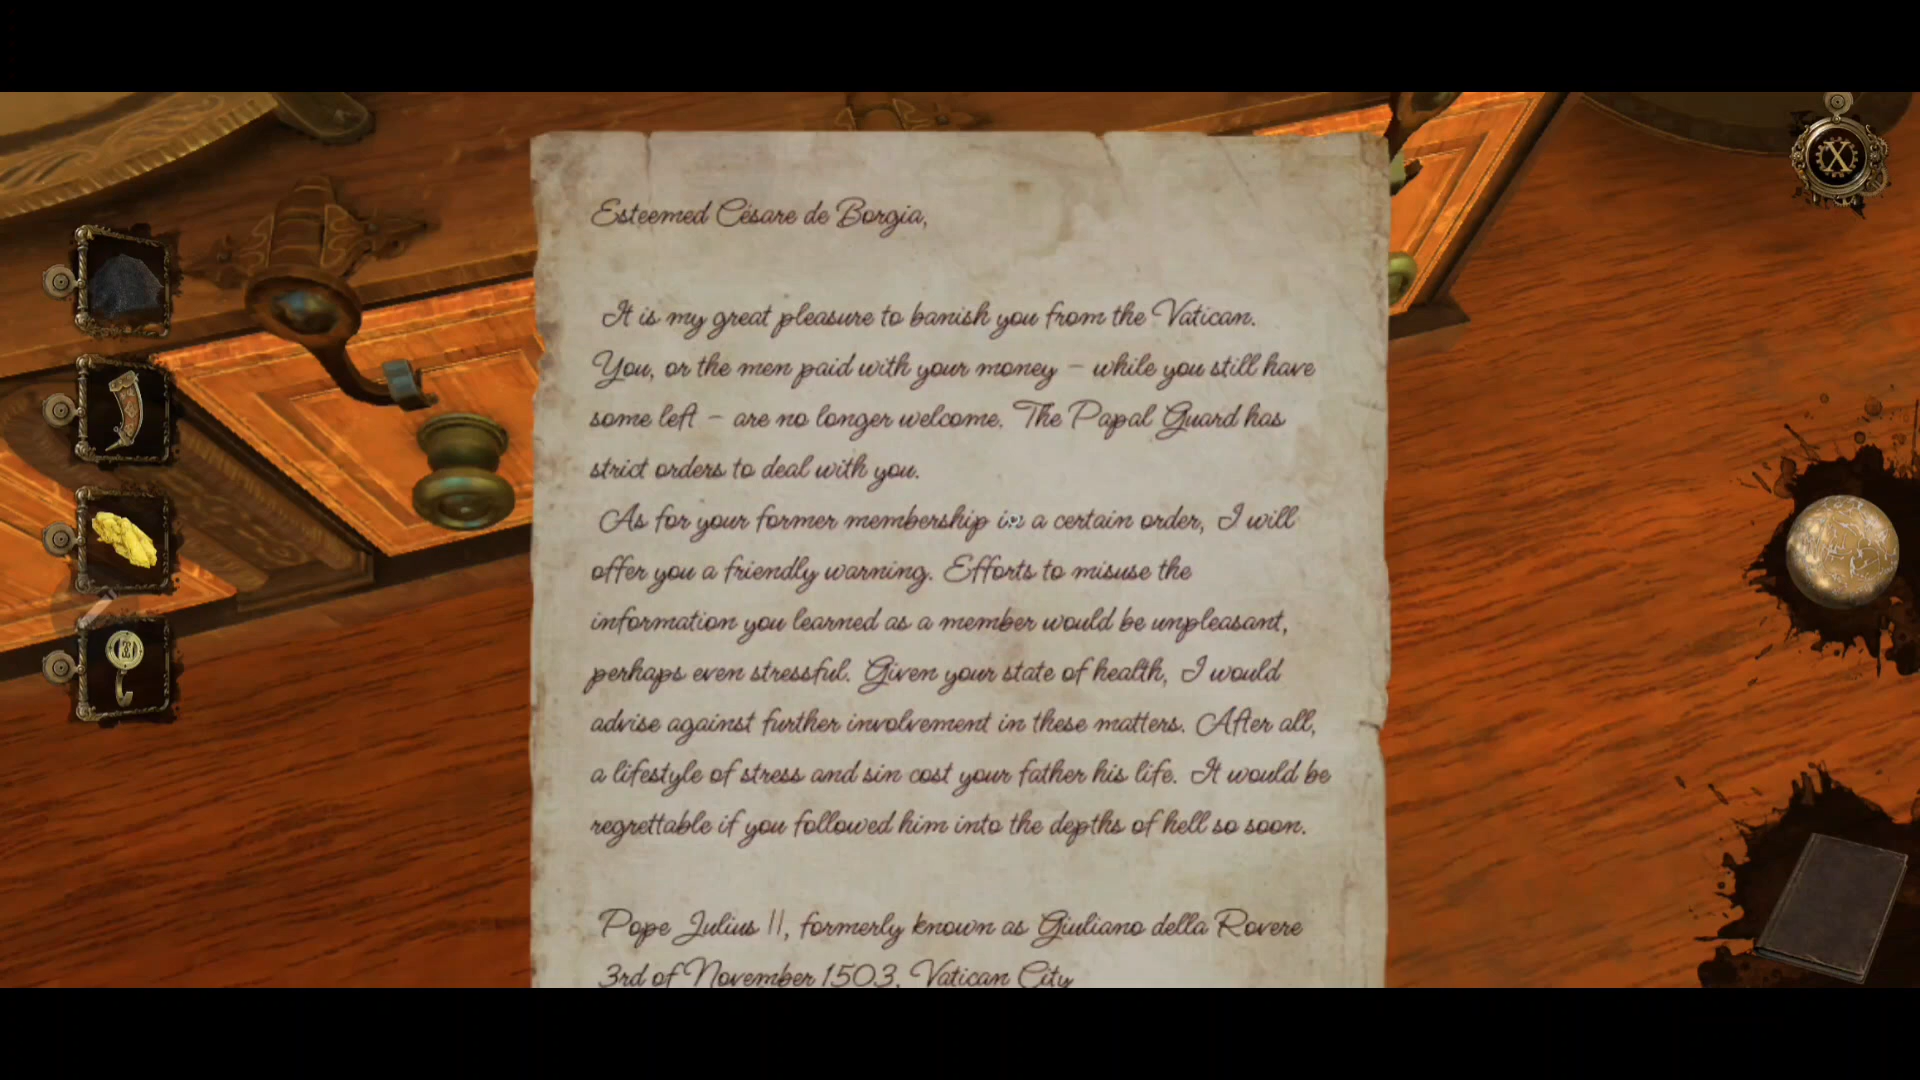 Esteemed Césare de Borgia,
It is my great pleasure to banish you from the Vatican.
You, or the men paid with your money – while you still have
some left – are no longer welcome. The Papal Guard has
strict orders to deal with you.
As for your former membership in a certain order, I will
offer you a friendly warning. Efforts to misuse the
information you learned as a member would be unpleasant,
perhaps even stressful. Given your state of health, I would
advise against further involvement in these matters. After all,
a lifestyle of stress and sin cost your father his life. It would be
regrettable if you followed him into the depths of hell so soon.
Pope Julius II, formerly known as Giuliano della Rovere
3rd of November 1503, Vatican City
X